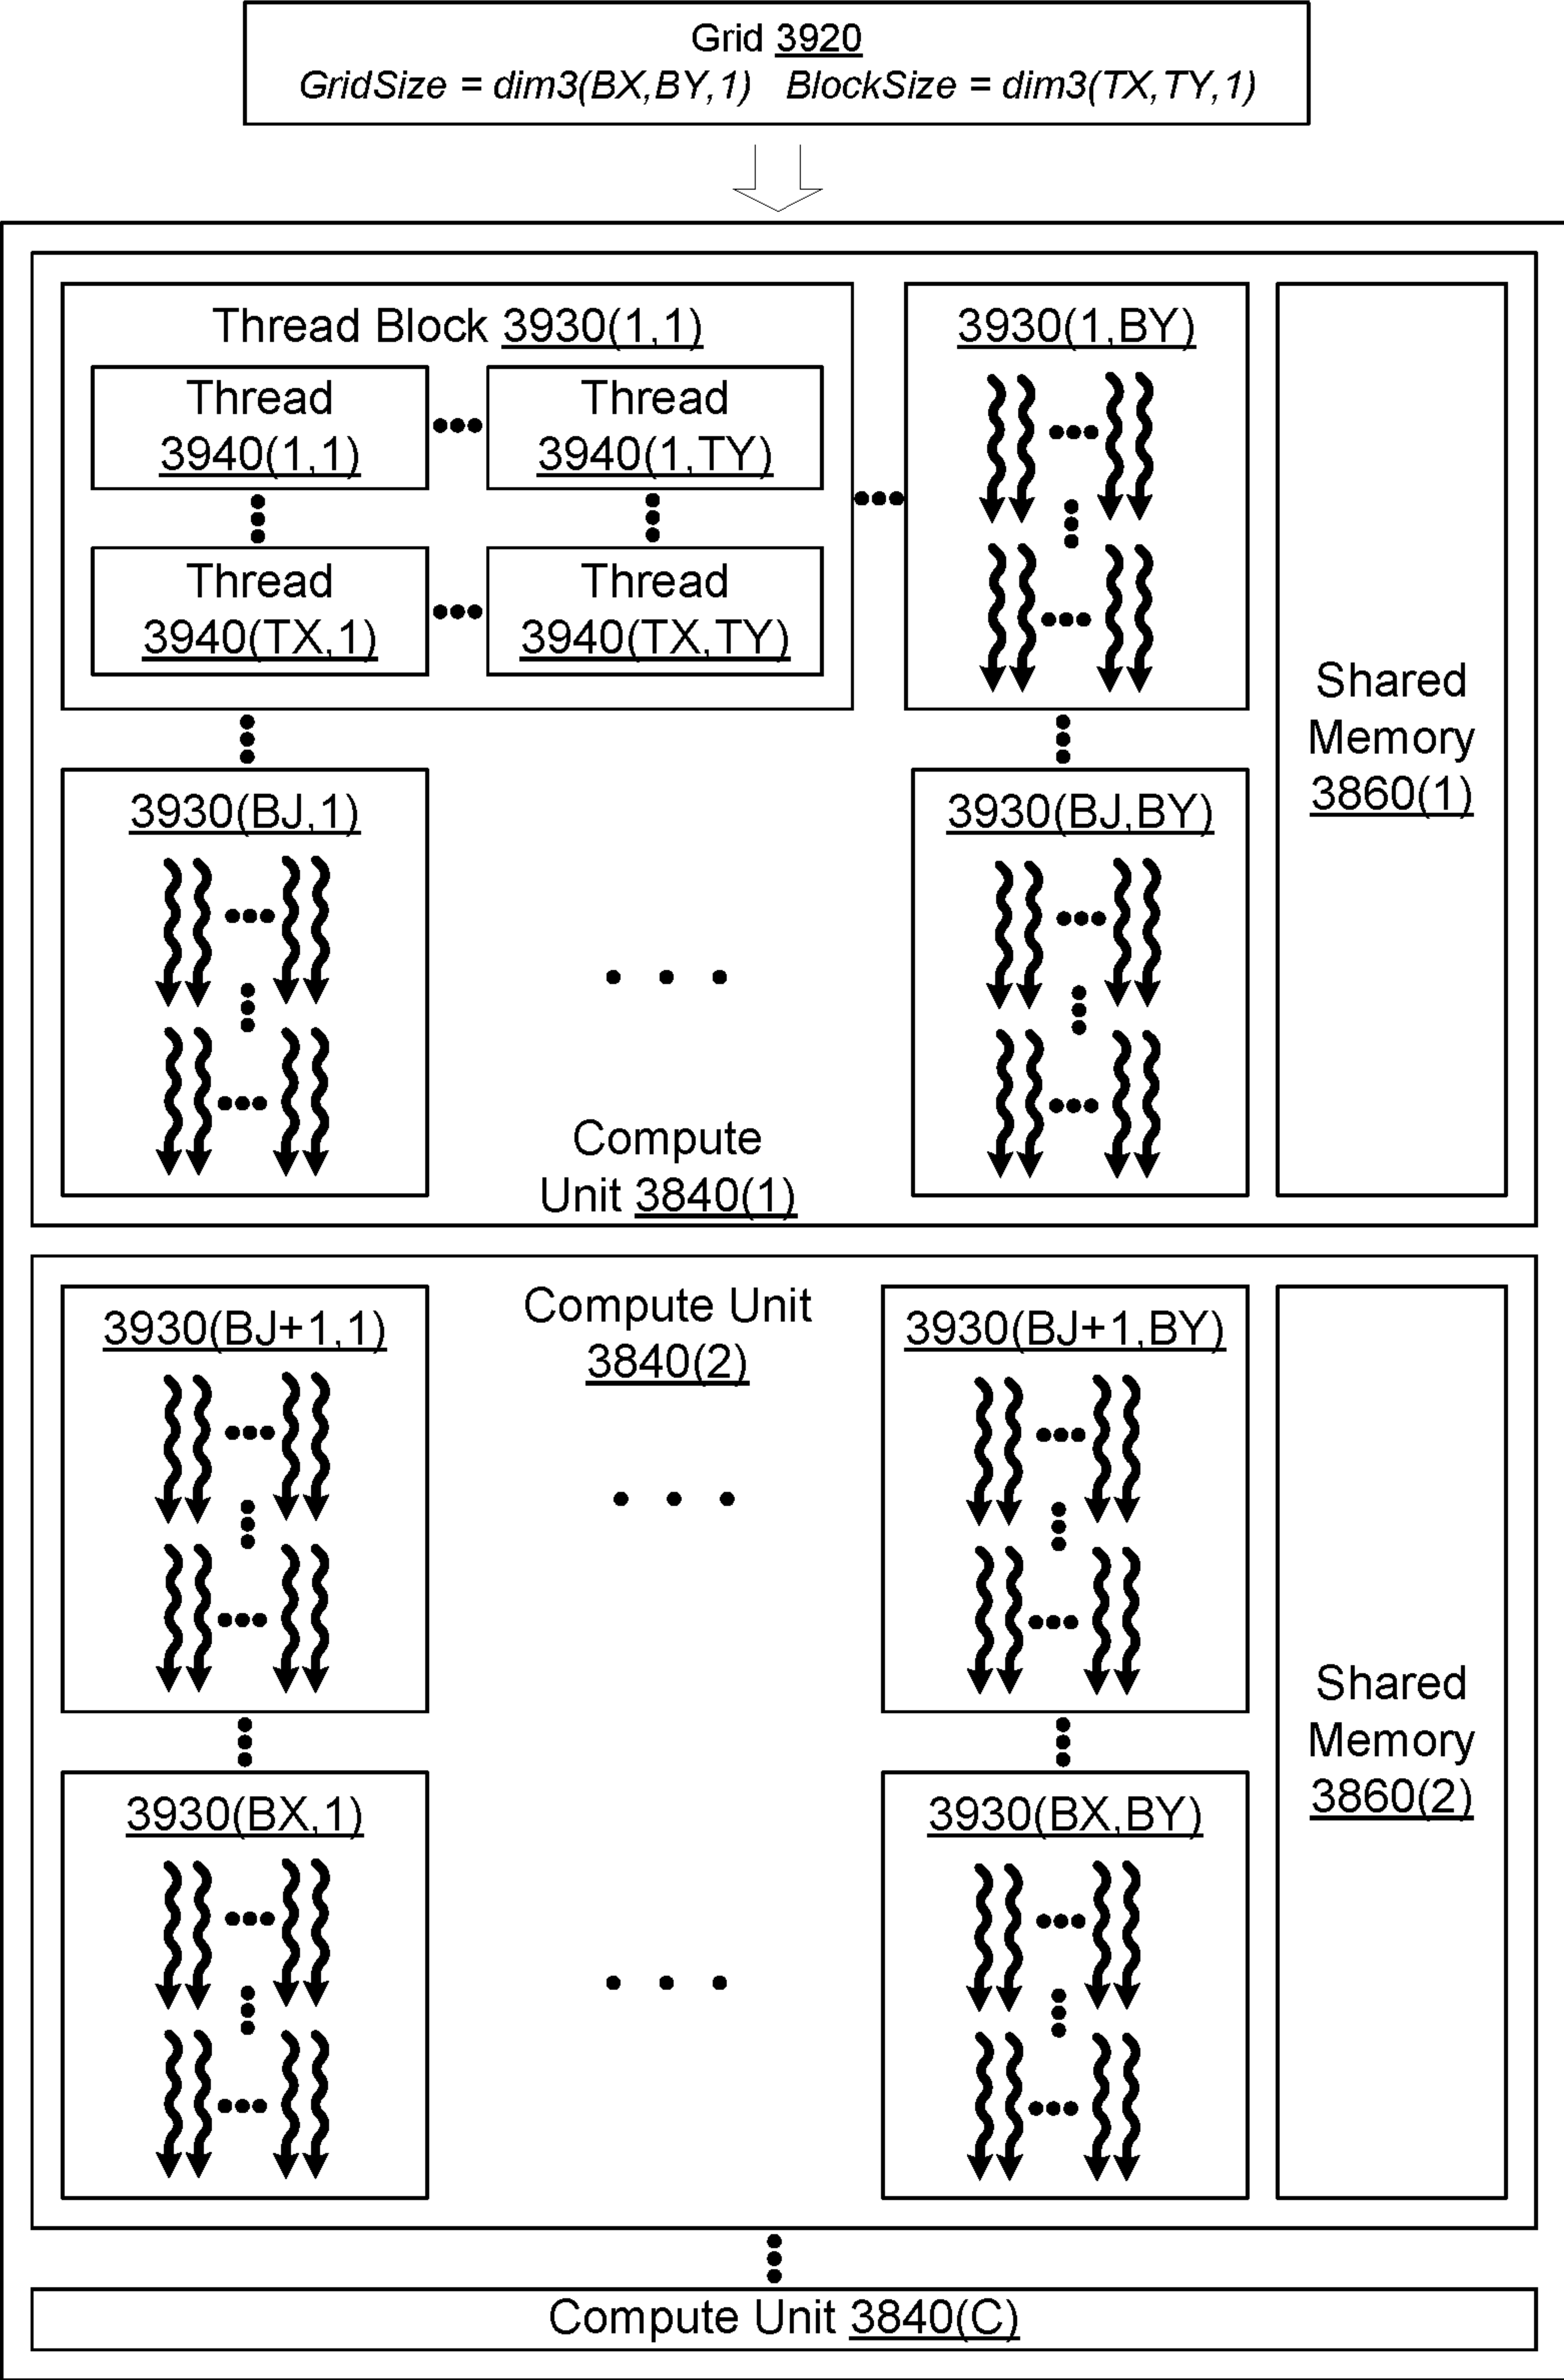 Grid 3920
GridSize = dim3(BX,BY,1) BlockSize = dim3(TX,TY,1)
Thread Block 3930(1,1)
Thread
3940(1,1)
Thread
3940(1,TY)
Thread
3940(TX,1)
Thread
3940(TX,TY)
3930(1,BY)
Shared
Memory
3860(1)
3930(BJ,1)
3930(BJ,BY)
Compute
Unit 3840(1)
3930(BJ+1,1)
Compute Unit
3840(2)
3930(BJ+1,BY)
Shared
Memory
3860(2)
3930(BX,1)
3930(BX,BY)
Compute Unit 3840(C)